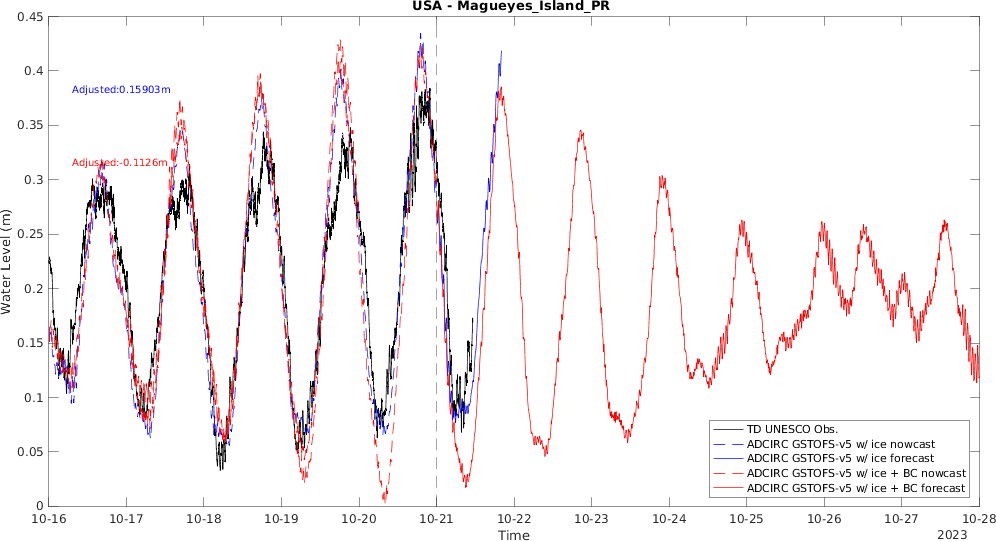 USA - Magueyes_Island_PR
0.45
0.4
0.35
0.3
0.25
0.2
0.15
0.1
0.05
0
Water Level (m)
Adjusted:0.15903m
Adjusted:-0.1126m
TD UNESCO Obs.
ADCIRC GSTOFS-v5 w/ ice nowcast
ADCIRC GSTOFS-v5 w/ ice forecast
ADCIRC GSTOFS-v5 w/ ice + BC nowcast
ADCIRC GSTOFS-v5 w/ ice + BC forecast
10-16 10-17 10-18 10-19 10-20 10-21 10-22 10-23 10-24 10-25 10-26 10-27 10-28
Time
2023